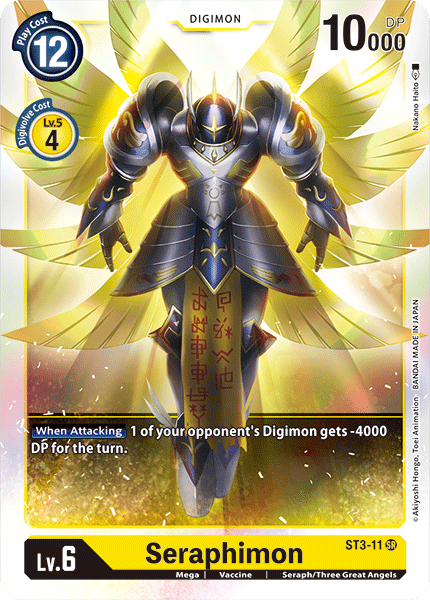 Play Cost
12
DIGIMON
10000 DP
Digivolve Cost
Lv.5
4
Nakano Haito
When Attacking 1 of your opponent's Digimon gets -4000
DP for the turn.
©Akiyoshi Hongo, Toei Animation BANDAI MADE IN JAPAN
Lv.6
Seraphimon
ST3-11 SR
Mega | Vaccine | Seraph/Three Great Angels